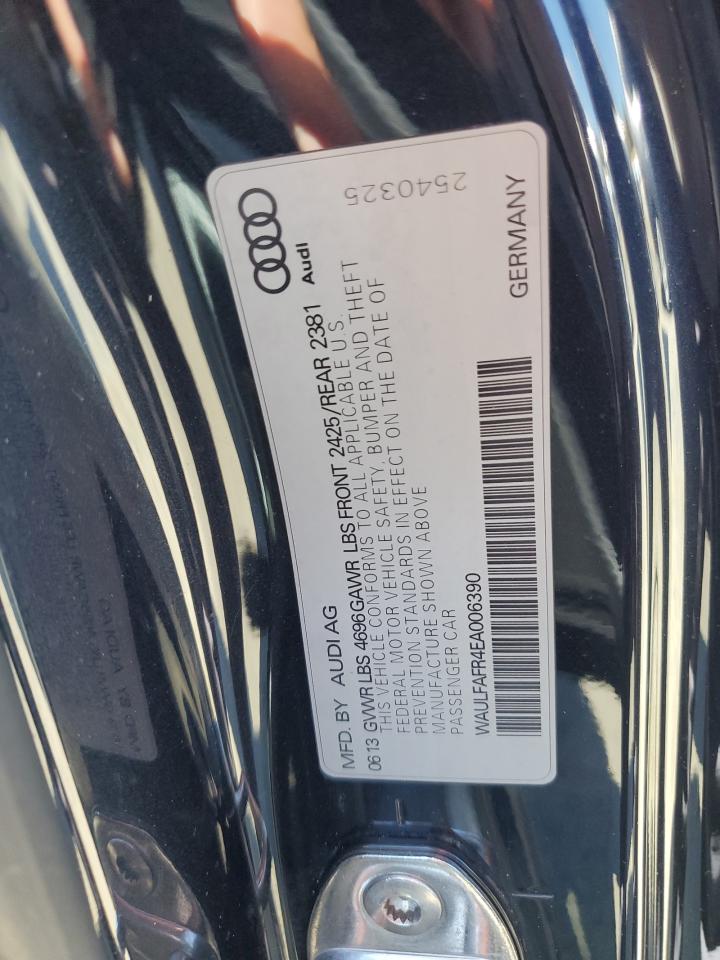 Audi
2540325
MFD. BY AUDI AG
0613 GVWR LBS 4696 GAWR LBS FRONT 2425/REAR 2381
THIS VEHICLE CONFORMS TO ALL APPLICABLE U.S.
FEDERAL MOTOR VEHICLE SAFETY, BUMPER AND THEFT
PREVENTION STANDARDS IN EFFECT ON THE DATE OF
MANUFACTURE SHOWN ABOVE
PASSENGER CAR
WAULFAFR4EA006390
GERMANY